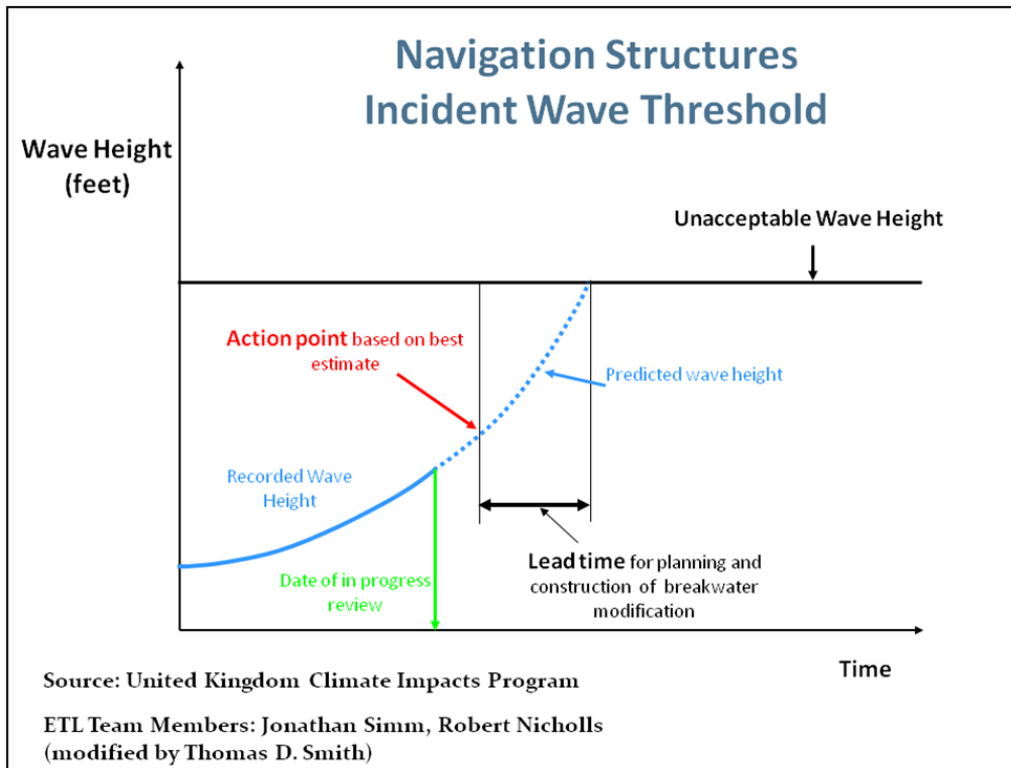 Navigation Structures
Incident Wave Threshold
Wave Height
(feet)
Unacceptable Wave Height
Action point based on best
estimate
Predicted wave height
Recorded Wave
Height
Date of in progress
review
Lead time for planning and
construction of breakwater
modification
Time
Source: United Kingdom Climate Impacts Program
ETL Team Members: Jonathan Simm, Robert Nicholls
(modified by Thomas D. Smith)